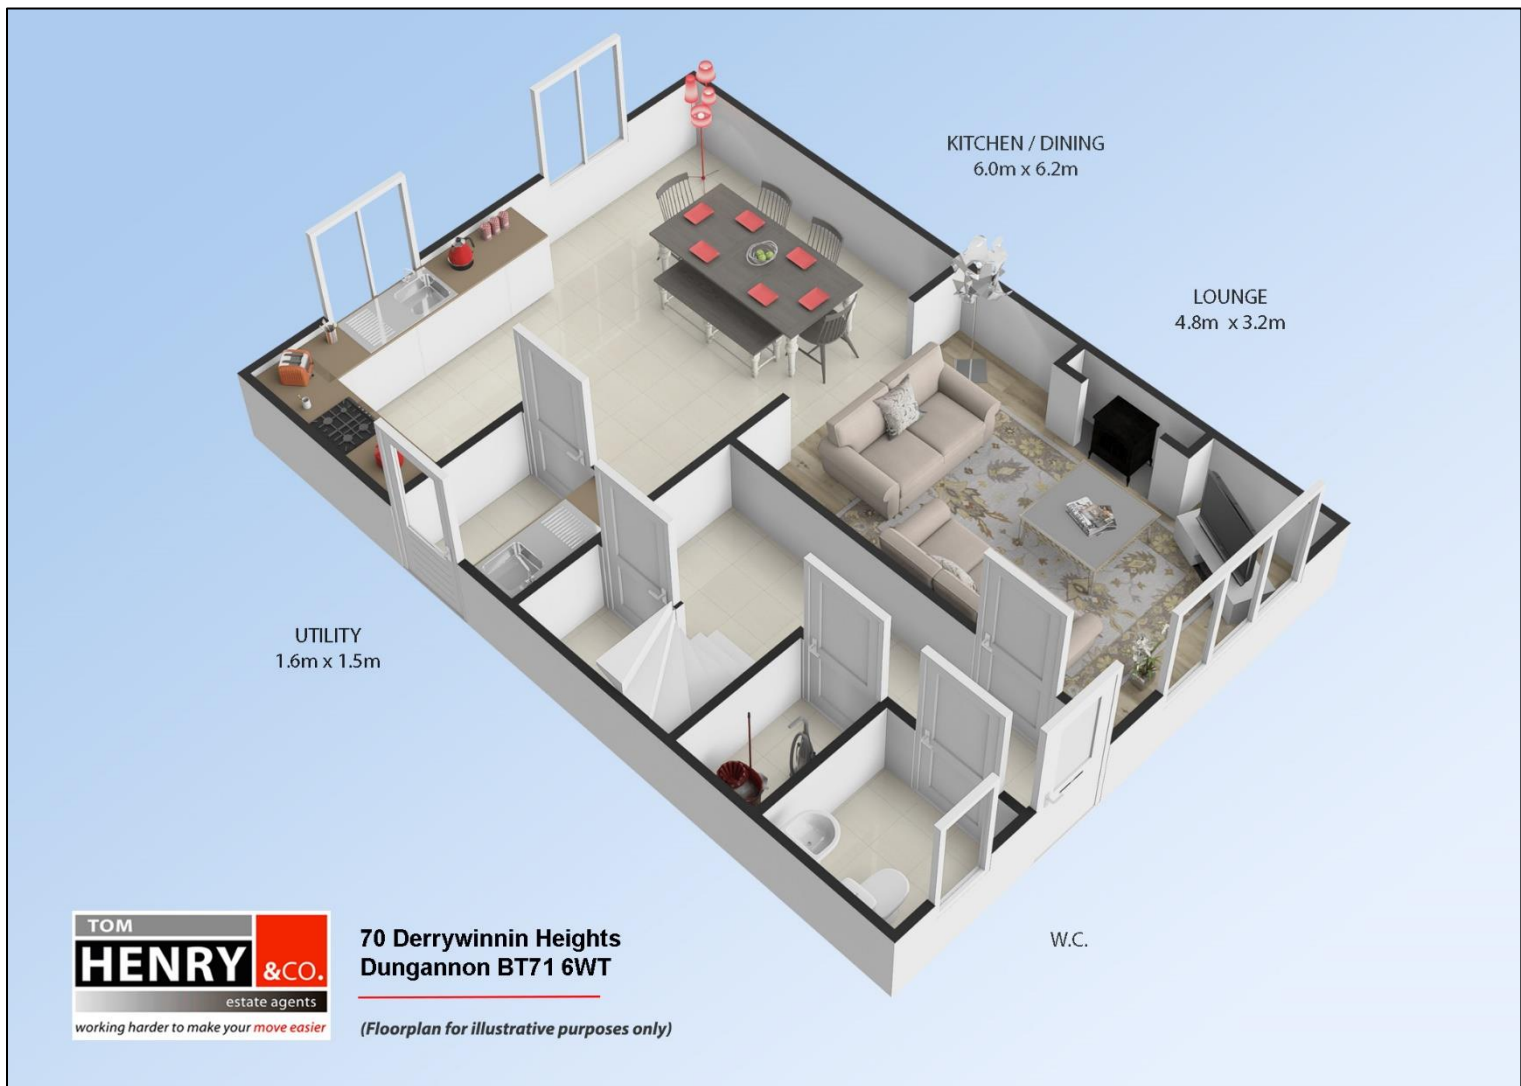 KITCHEN / DINING
6.0m x 6.2m
LOUNGE
4.8m x 3.2m
UTILITY
1.6m x 1.5m
W.C.
TOM
HENRY &CO.
estate agents
working harder to make your move easier
70 Derrywinnin Heights
Dungannon BT71 6WT
(Floorplan for illustrative purposes only)